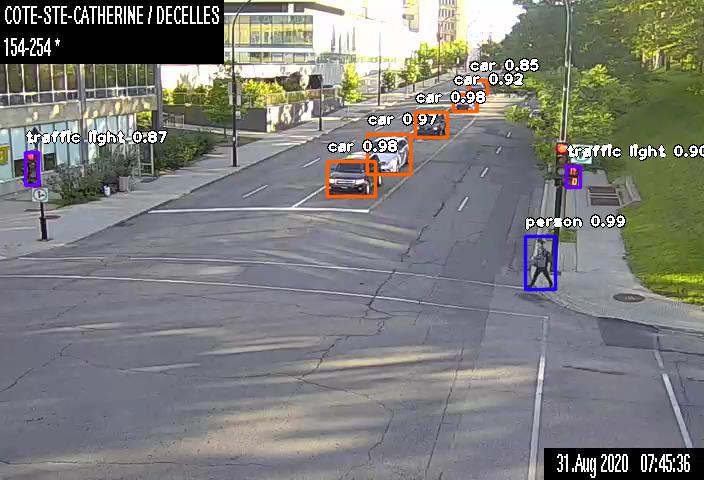 COTE-STE-CATHERINE / DECELLES
154-254 *
car 0.85
car 0.92
car 0.98
car 0.97
car 0.98
traffic light 0.87
traffic light 0.90
person 0.99
31.Aug 2020 07:45:36